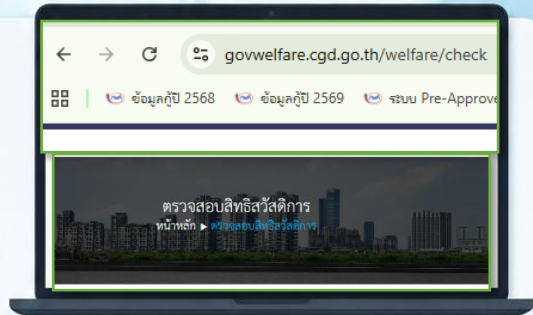 govwelfare.cgd.go.th/welfare/check
ข้อมูลกู้ปี 2568 ข้อมูลกู้ปี 2569 ระบบ Pre-Approve
ตรวจสอบสิทธิสวัสดิการ
หน้าหลัก ▸ ตรวจสอบสิทธิสวัสดิการ